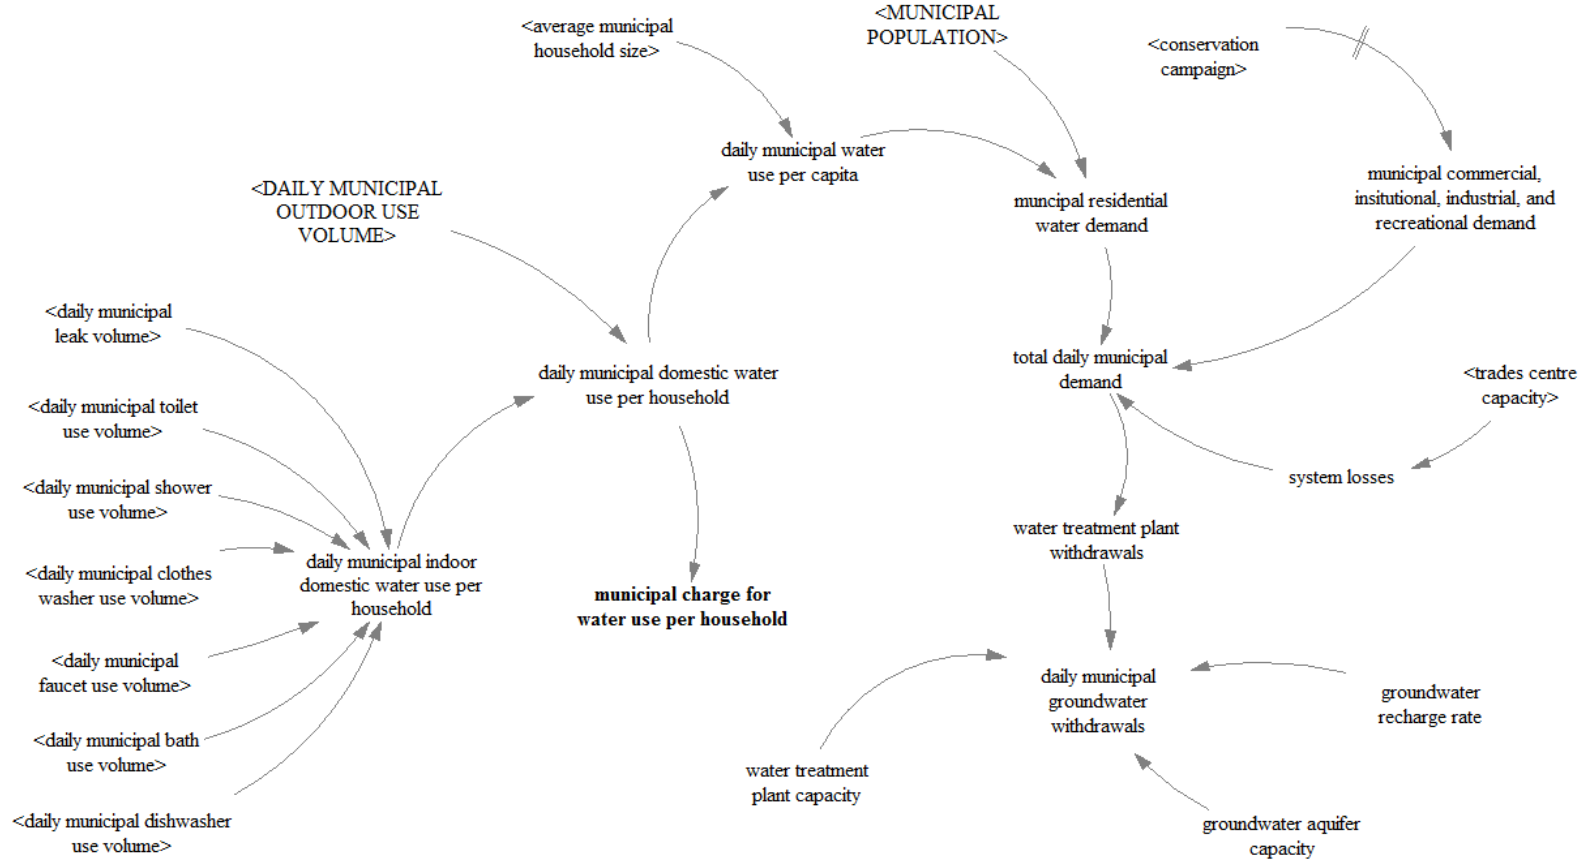 <average municipal
household size>
<MUNICIPAL
POPULATION>
<conservation
campaign>
daily municipal water
use per capita
<DAILY MUNICIPAL
OUTDOOR USE
VOLUME>
muncipal residential
water demand
municipal commercial,
insitutional, industrial, and
recreational demand
<daily municipal
leak volume>
daily municipal domestic water
use per household
total daily municipal
demand
<trades centre
capacity>
<daily municipal toilet
use volume>
<daily municipal shower
use volume>
system losses
<daily municipal clothes
washer use volume>
daily municipal indoor
domestic water use per
household
municipal charge for
water use per household
water treatment plant
withdrawals
<daily municipal
faucet use volume>
daily municipal
groundwater
withdrawals
groundwater
recharge rate
<daily municipal bath
use volume>
water treatment
plant capacity
<daily municipal dishwasher
use volume>
groundwater aquifer
capacity